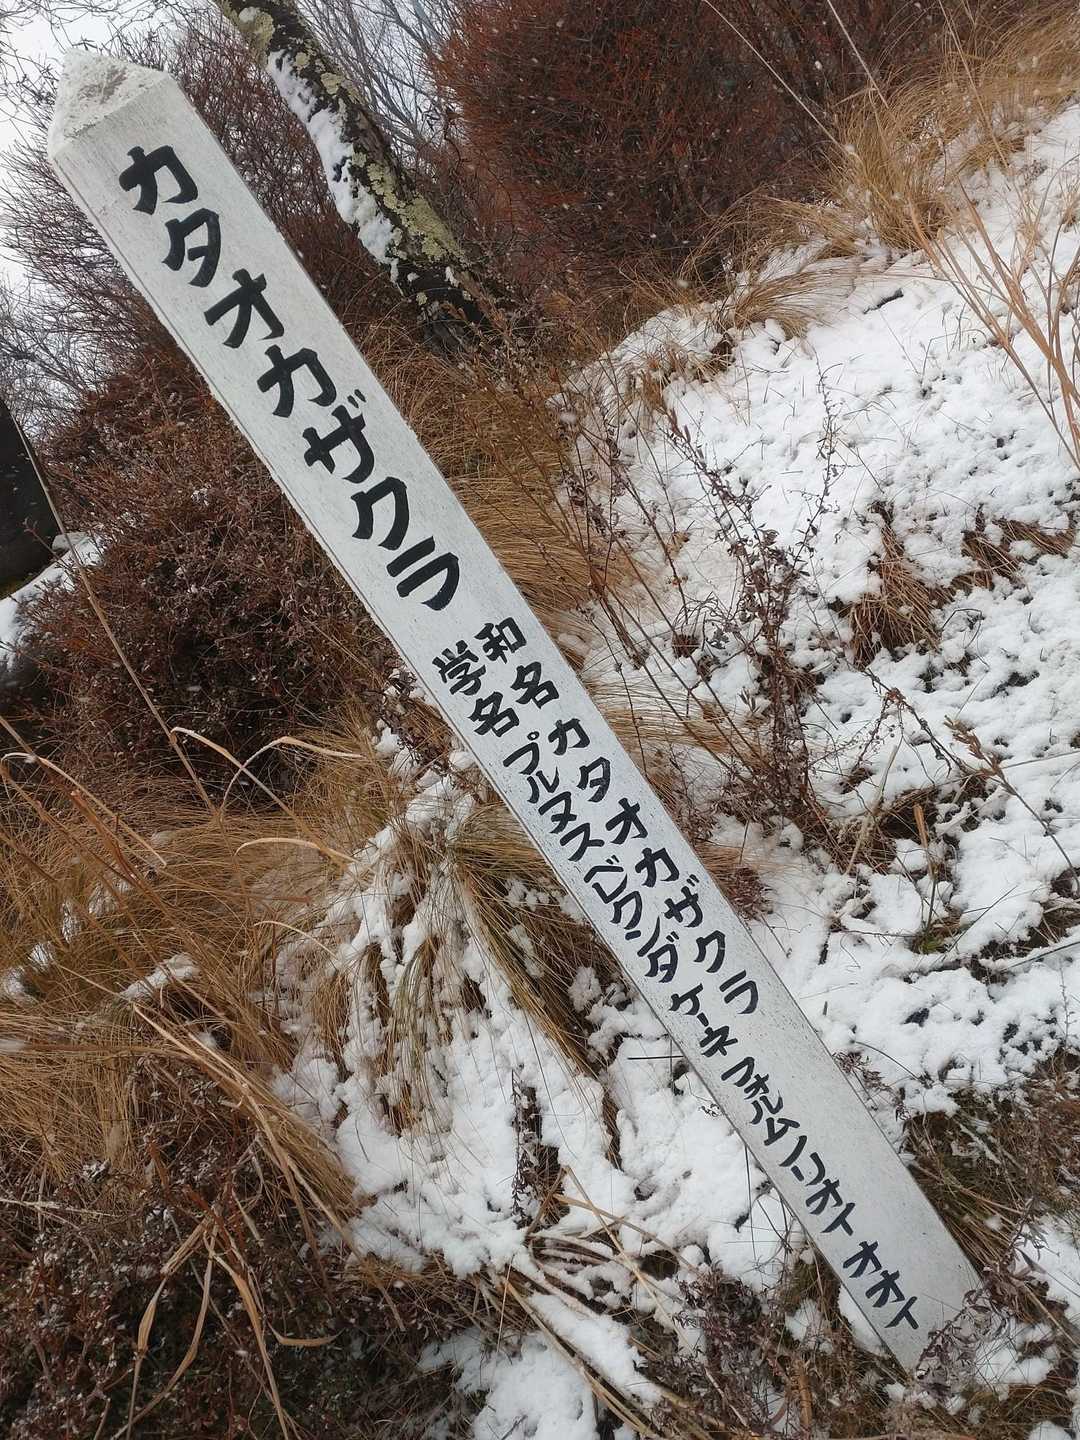 カタオカザクラ
和名 カタオカザクラ
学名 プルヌスベレクンダ ケーネ フォルムノリオイ オオイ